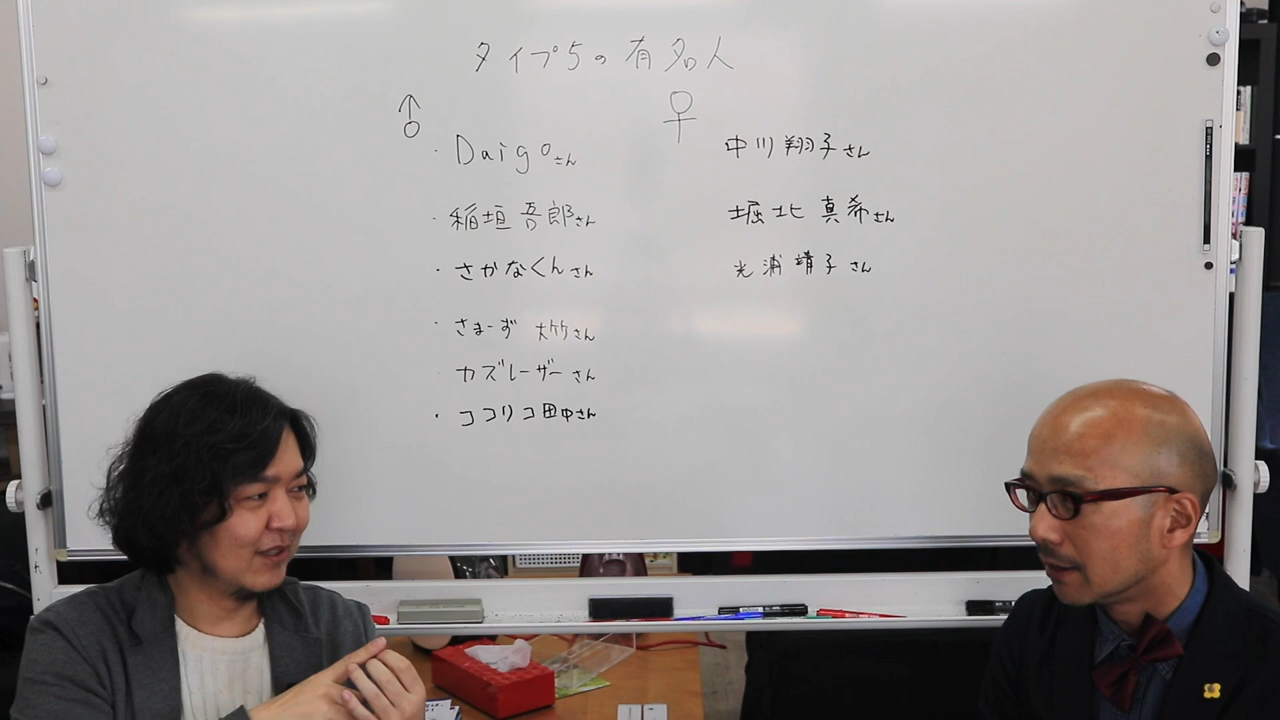 タイプ5の有名人
♂
・Daigoさん
・稲垣吾郎さん
・さかなくんさん
・さまーず 大竹さん
カズレーザーさん
・ココリコ田中さん
♀
中川翔子さん
堀北真希さん
光浦靖子さん